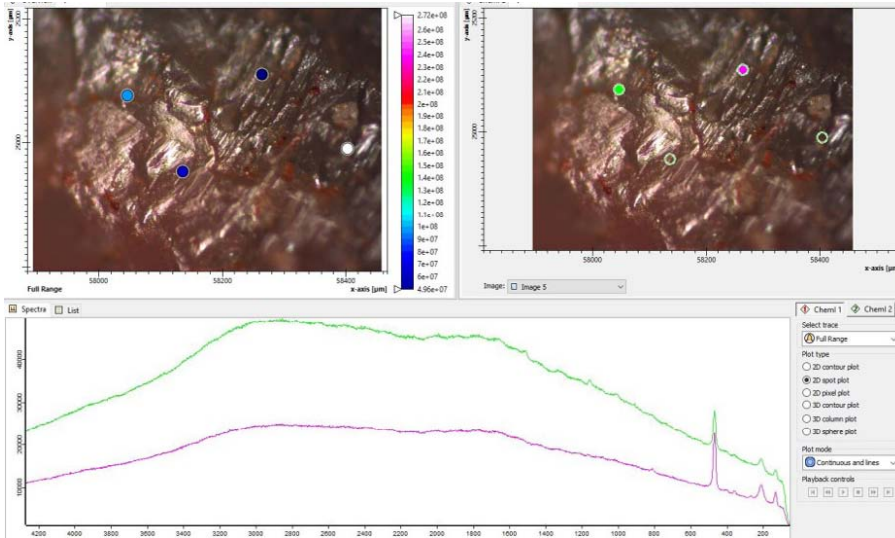 2.72e+08
2.6e+08
2.5e+08
2.4e+08
2.3e+08
2.2e+08
2.1e+08
2e+08
1.9e+08
1.8e+08
1.7e+08
1.6e+08
1.5e+08
1.4e+08
1.3e+08
1.2e+08
1e+08
9e+07
8e+07
7e+07
6e+07
4.96e+07
y-axis [µm]
25000
58000
58200
58400
Full Range
x-axis [µm]
y-axis [µm]
25000
58000
58200
58400
x-axis [µm]
Image:
Image 5
Spectra
List
40000
30000
20000
10000
4200
4000
3800
3600
3400
3200
3000
2800
2600
2400
2200
2000
1800
1600
1400
1200
1000
800
600
400
200
ChemI 1
ChemI 2
Select trace
Full Range
Plot type
2D contour plot
2D spot plot
2D pixel plot
3D contour plot
3D column plot
3D sphere plot
Plot mode
Continuous and lines
Playback controls